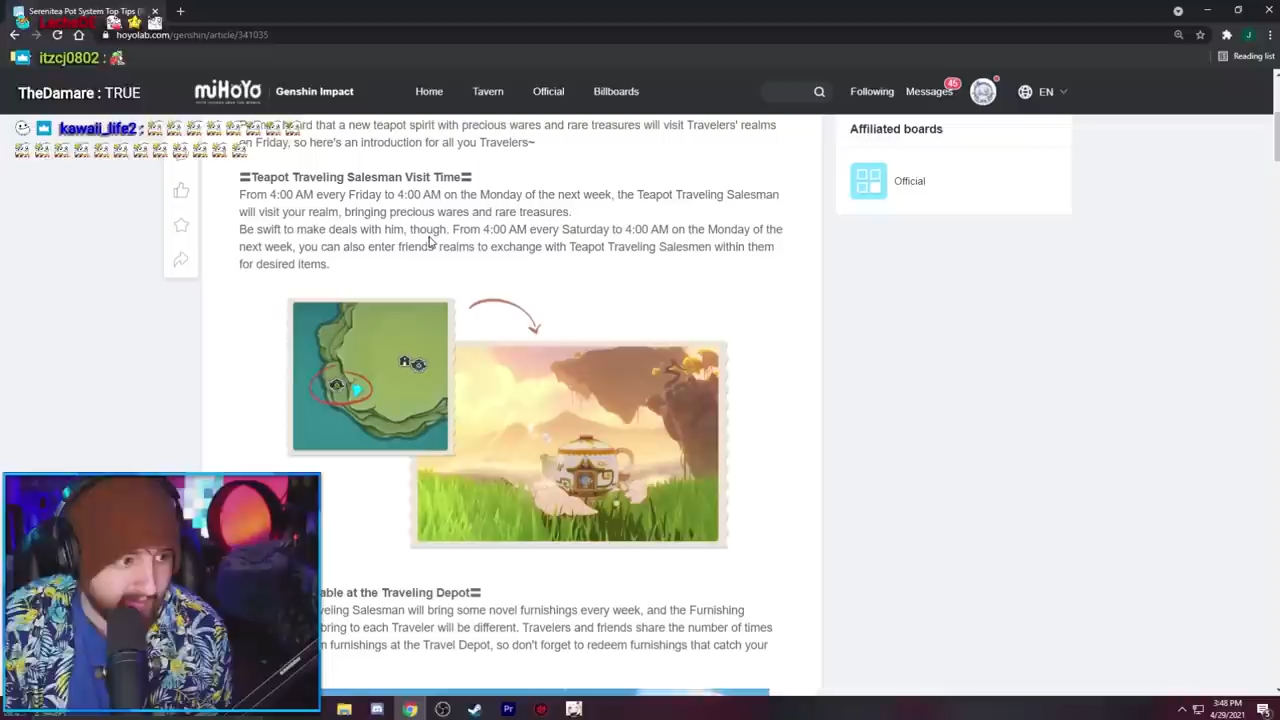 Serenitea Pot System Top Tips (
hoyolab.com/genshin/article/341035
Reading list
itzcj0802 :
TheDamare : TRUE
miHoYo
Genshin Impact
Home
Tavern
Official
Billboards
Following
Messages
45
EN
kawaii_life2 :
that a new teapot spirit with precious wares and rare treasures will visit Travelers' realms
on Friday, so here's an introduction for all you Travelers~
〓Teapot Traveling Salesman Visit Time〓
From 4:00 AM every Friday to 4:00 AM on the Monday of the next week, the Teapot Traveling Salesman
will visit your realm, bringing precious wares and rare treasures.
Be swift to make deals with him, though. From 4:00 AM every Saturday to 4:00 AM on the Monday of the
next week, you can also enter friends' realms to exchange with Teapot Traveling Salesmen within them
for desired items.
Affiliated boards
Official
able at the Traveling Depot〓
veling Salesman will bring some novel furnishings every week, and the Furnishing
bring to each Traveler will be different. Travelers and friends share the number of times
furnishings at the Travel Depot, so don't forget to redeem furnishings that catch your
3:48 PM
4/29/2021